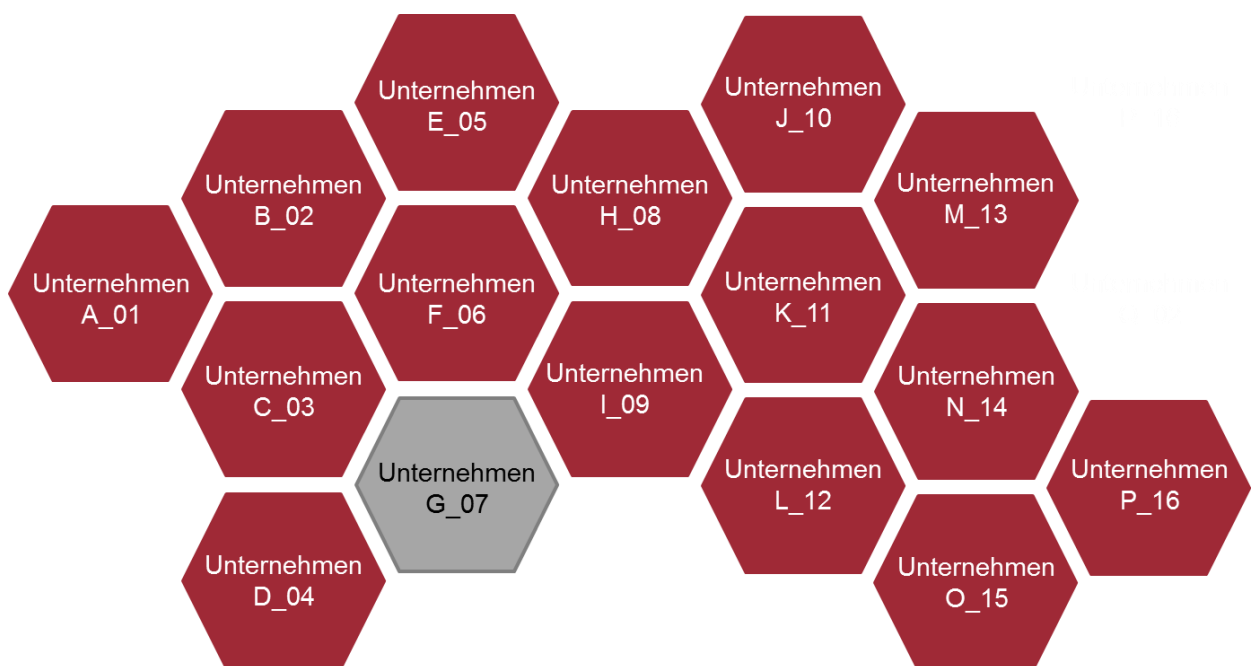 Unternehmen
A_01
Unternehmen
B_02
Unternehmen
C_03
Unternehmen
D_04
Unternehmen
E_05
Unternehmen
F_06
Unternehmen
G_07
Unternehmen
H_08
Unternehmen
I_09
Unternehmen
J_10
Unternehmen
K_11
Unternehmen
L_12
Unternehmen
M_13
Unternehmen
N_14
Unternehmen
O_15
Unternehmen
P_16